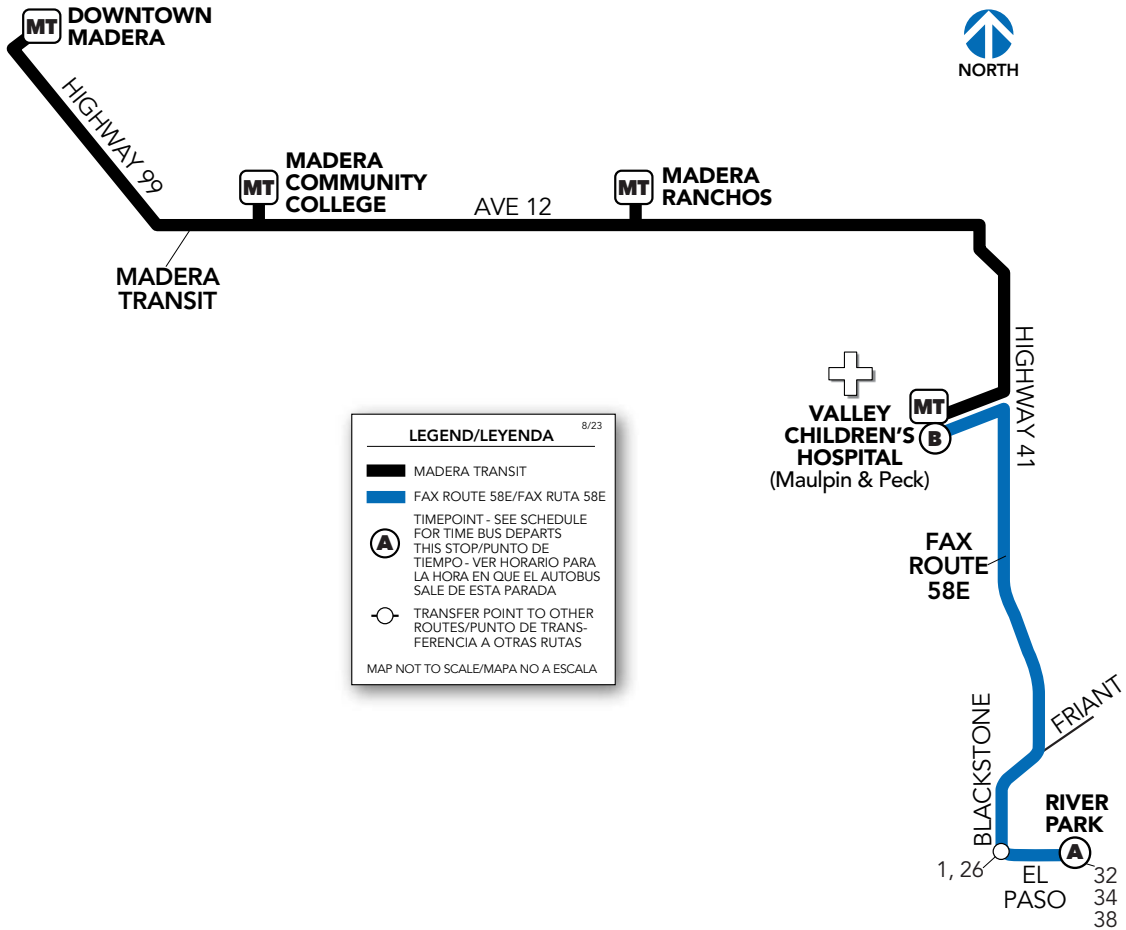 MT
DOWNTOWN
MADERA
NORTH
HIGHWAY 99
MT
MADERA
COMMUNITY
COLLEGE
AVE 12
MT
MADERA
RANCHOS
MADERA
TRANSIT
HIGHWAY 41
MT
B
VALLEY
CHILDREN'S
HOSPITAL
(Maulpin & Peck)
LEGEND/LEYENDA
8/23
MADERA TRANSIT
FAX ROUTE 58E/FAX RUTA 58E
A
TIMEPOINT - SEE SCHEDULE
FOR TIME BUS DEPARTS
THIS STOP/PUNTO DE
TIEMPO - VER HORARIO PARA
LA HORA EN QUE EL AUTOBUS
SALE DE ESTA PARADA
TRANSFER POINT TO OTHER
ROUTES/PUNTO DE TRANS-
FERENCIA A OTRAS RUTAS
MAP NOT TO SCALE/MAPA NO A ESCALA
FAX
ROUTE
58E
FRIANT
BLACKSTONE
RIVER
PARK
A
1, 26
EL
PASO
32
34
38